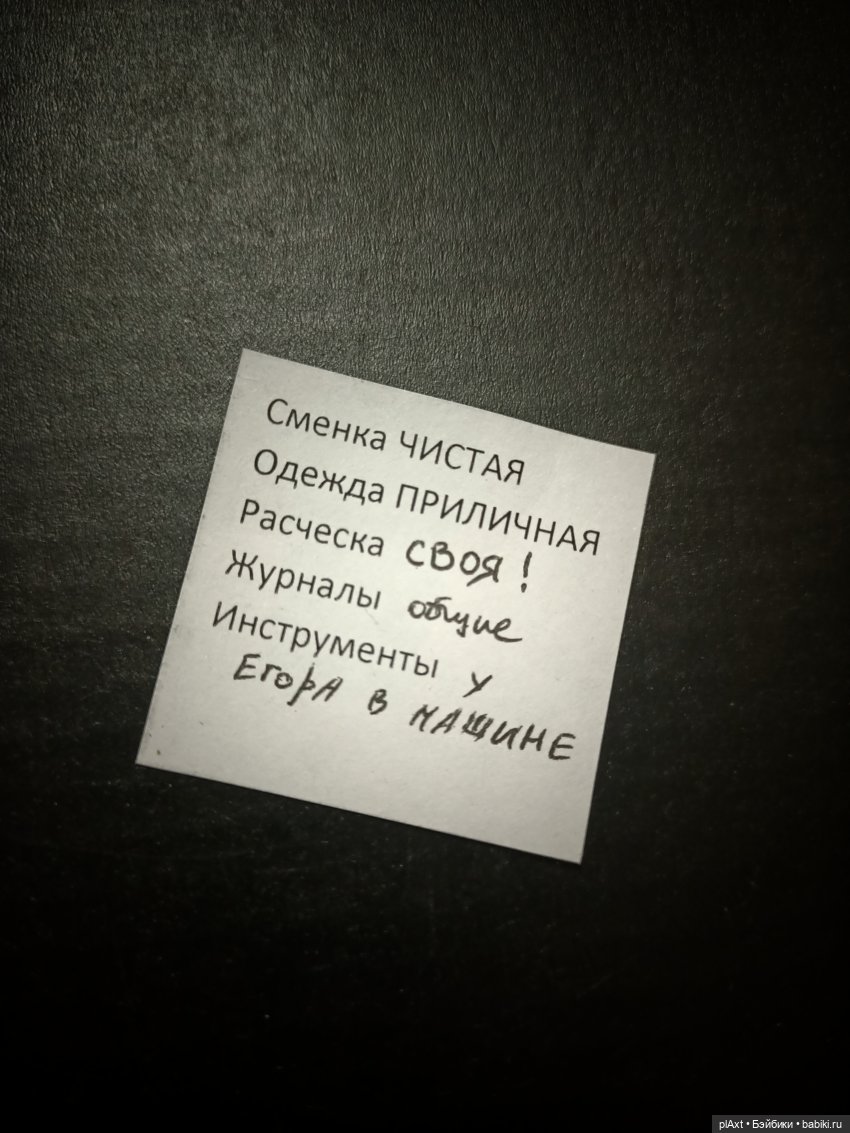 Сменка ЧИСТАЯ
Одежда ПРИЛИЧНАЯ
Расческа СВОЯ!
Журналы общие
Инструменты у
Егора в машине
plAxt • Бэйбики • babiki.ru